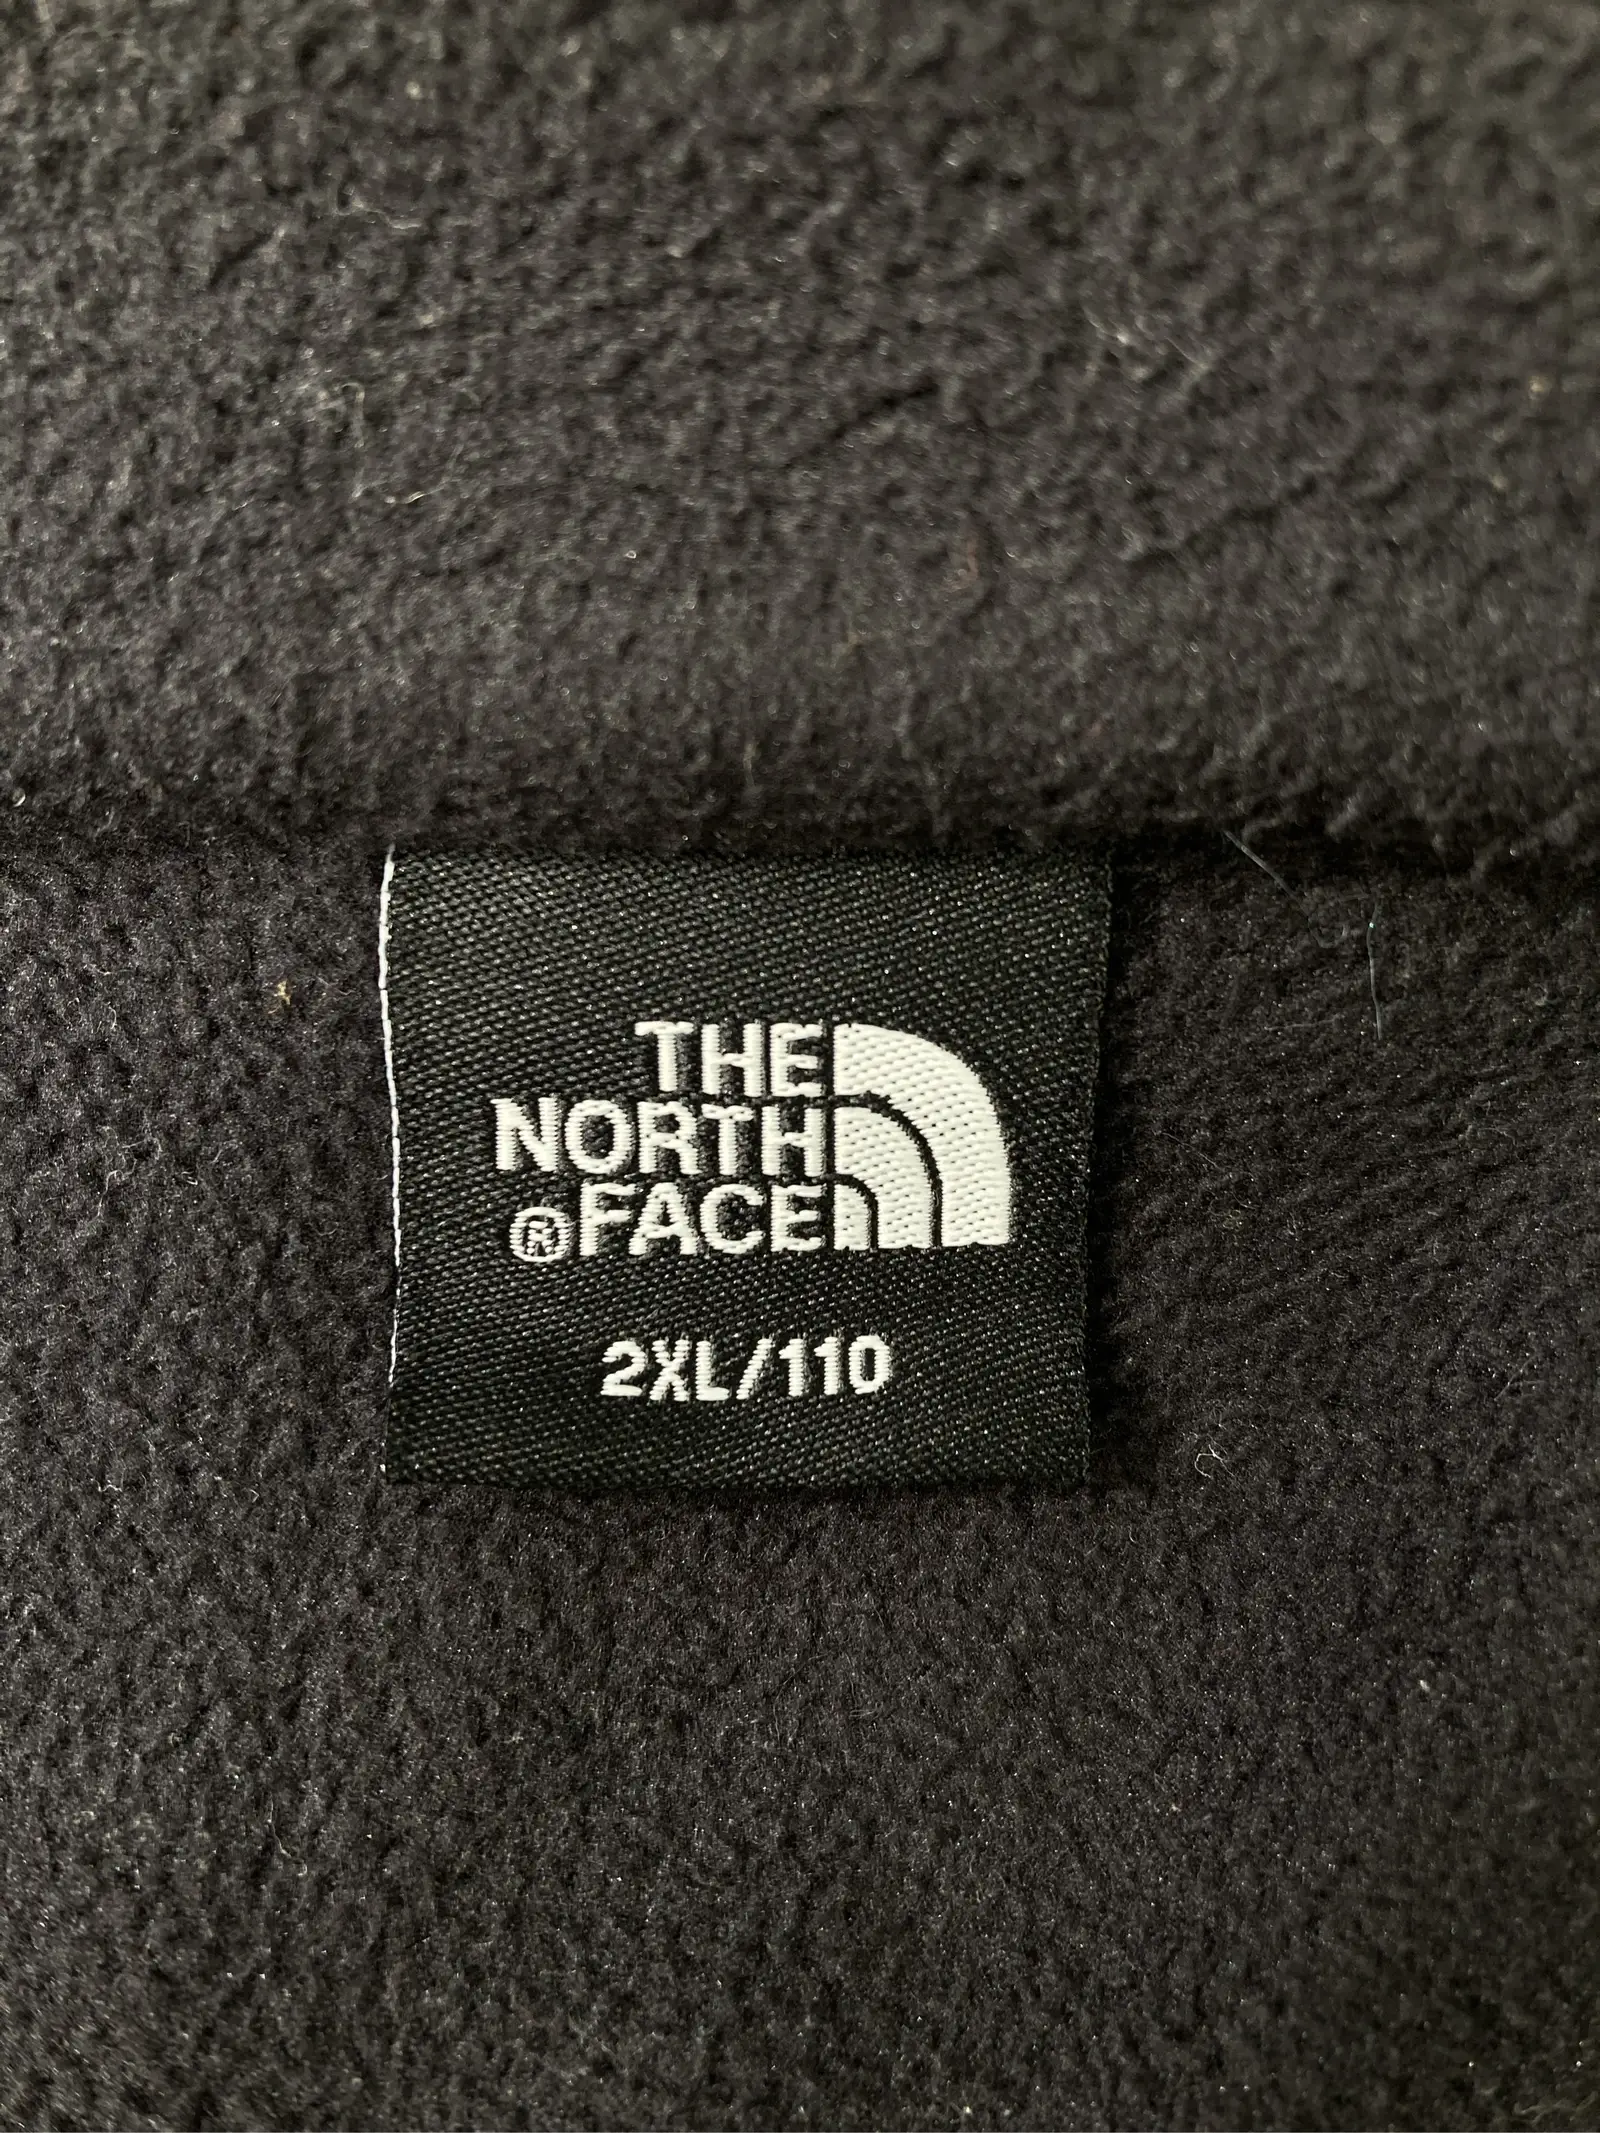 THE
NORTH
®FACE
2XL/110